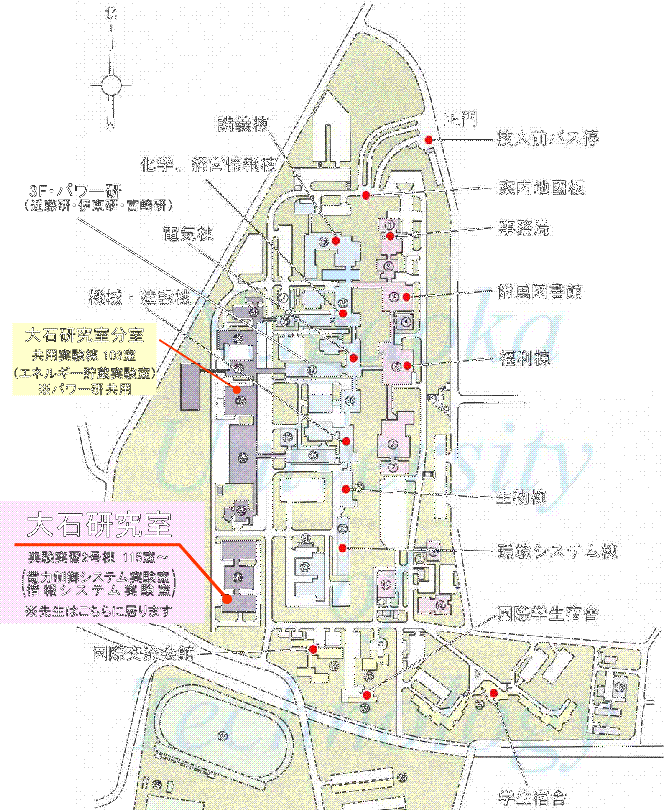 北
正門
講義棟
技大前バス停
化学、経営情報棟
案内地図板
3F・パワー研
(近藤研・伊東研・宮崎研)
事務局
電気棟
機械・建設棟
附属図書館
大石研究室分室
共用実験棟 103室
(エネルギー貯蔵実験室)
※パワー研共用
福利棟
生物棟
大石研究室
実験実習2号棟 115室~
(電力制御システム実験室)
(情報システム実験室)
※先生はこちらに居ります
環境システム棟
国際学生宿舎
国際交流会館
学生宿舎
Nagaoka
University
Technology